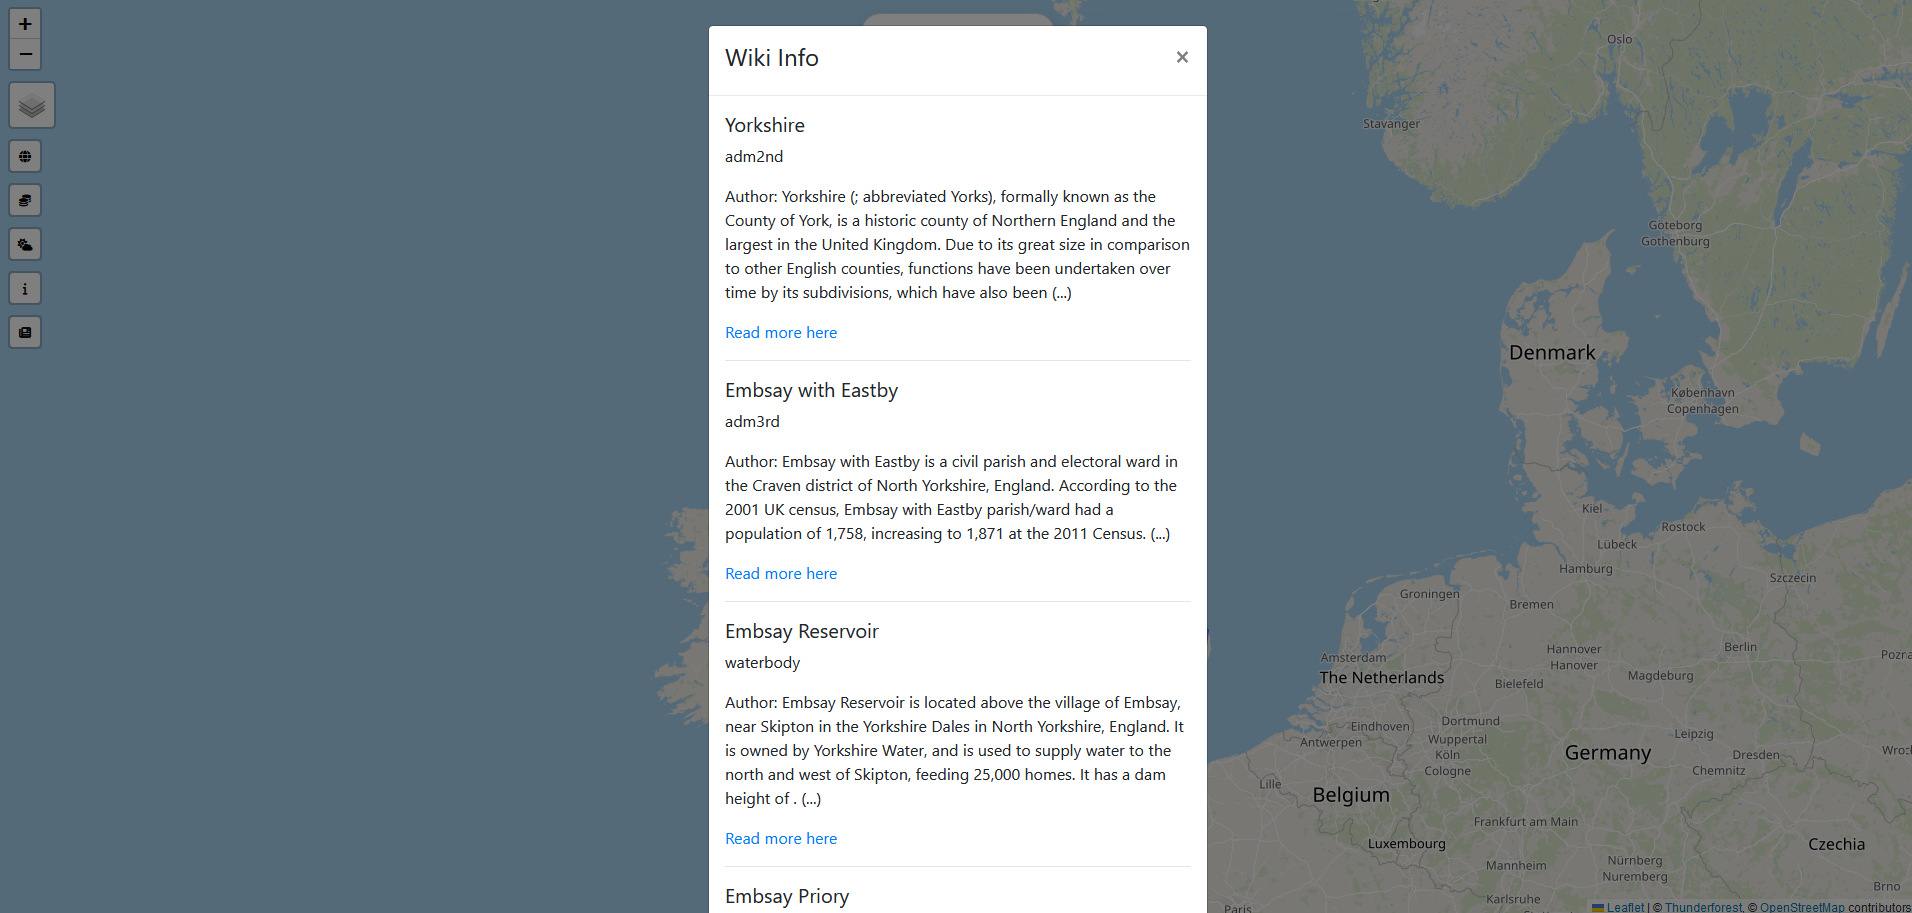 +
−
Wiki Info
×
Yorkshire
adm2nd
Author: Yorkshire (; abbreviated Yorks), formally known as the
County of York, is a historic county of Northern England and the
largest in the United Kingdom. Due to its great size in comparison
to other English counties, functions have been undertaken over
time by its subdivisions, which have also been (...)
Read more here
Embsay with Eastby
adm3rd
Author: Embsay with Eastby is a civil parish and electoral ward in
the Craven district of North Yorkshire, England. According to the
2001 UK census, Embsay with Eastby parish/ward had a
population of 1,758, increasing to 1,871 at the 2011 Census. (...)
Read more here
Embsay Reservoir
waterbody
Author: Embsay Reservoir is located above the village of Embsay,
near Skipton in the Yorkshire Dales in North Yorkshire, England. It
is owned by Yorkshire Water, and is used to supply water to the
north and west of Skipton, feeding 25,000 homes. It has a dam
height of . (...)
Read more here
Embsay Priory
Oslo
Stavanger
Göteborg
Gothenburg
Denmark
København
Copenhagen
Kiel
Rostock
Lübeck
Hamburg
Szczecin
Groningen
Bremen
Hannover
Hanover
Berlin
Amsterdam
The Netherlands
Bielefeld
Magdeburg
Pozna
Eindhoven
Antwerpen
Dortmund
Wuppertal
Köln
Cologne
Leipzig
Germany
Dresden
Chemnitz
Wroc
Lille
Belgium
Frankfurt am Main
Luxembourg
Czechia
Mannheim
Nürnberg
Nuremberg
Karlsruhe
Brno
Paris
Leaflet | © Thunderforest, © OpenStreetMap contributors